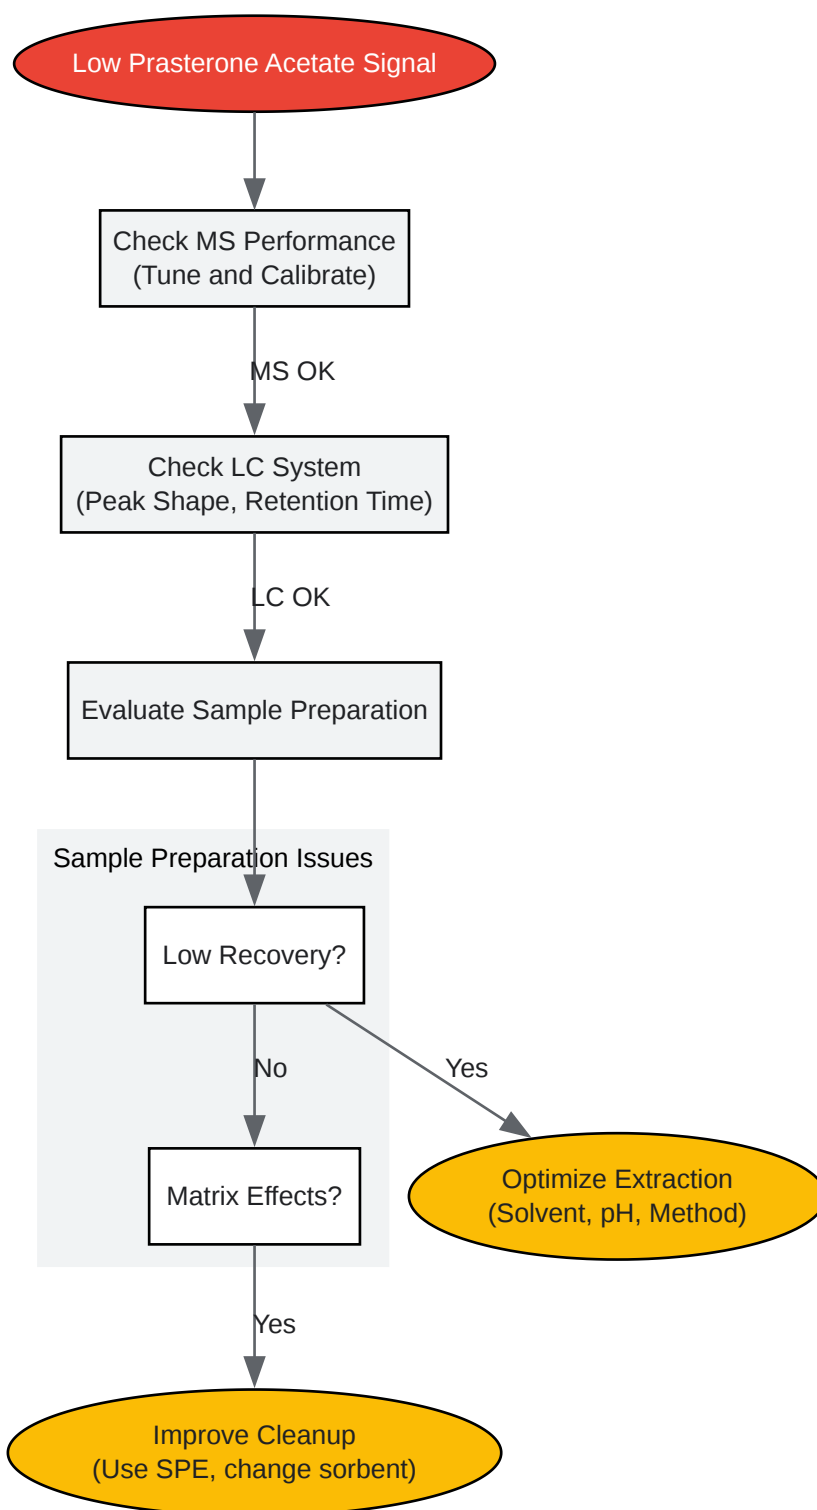 Low Prasterone Acetate Signal
Check MS Performance
(Tune and Calibrate)
MS OK
Check LC System
(Peak Shape, Retention Time)
LC OK
Evaluate Sample Preparation
Sample Preparation Issues
Low Recovery?
No
Yes
Matrix Effects?
Optimize Extraction
(Solvent, pH, Method)
Yes
Improve Cleanup
(Use SPE, change sorbent)